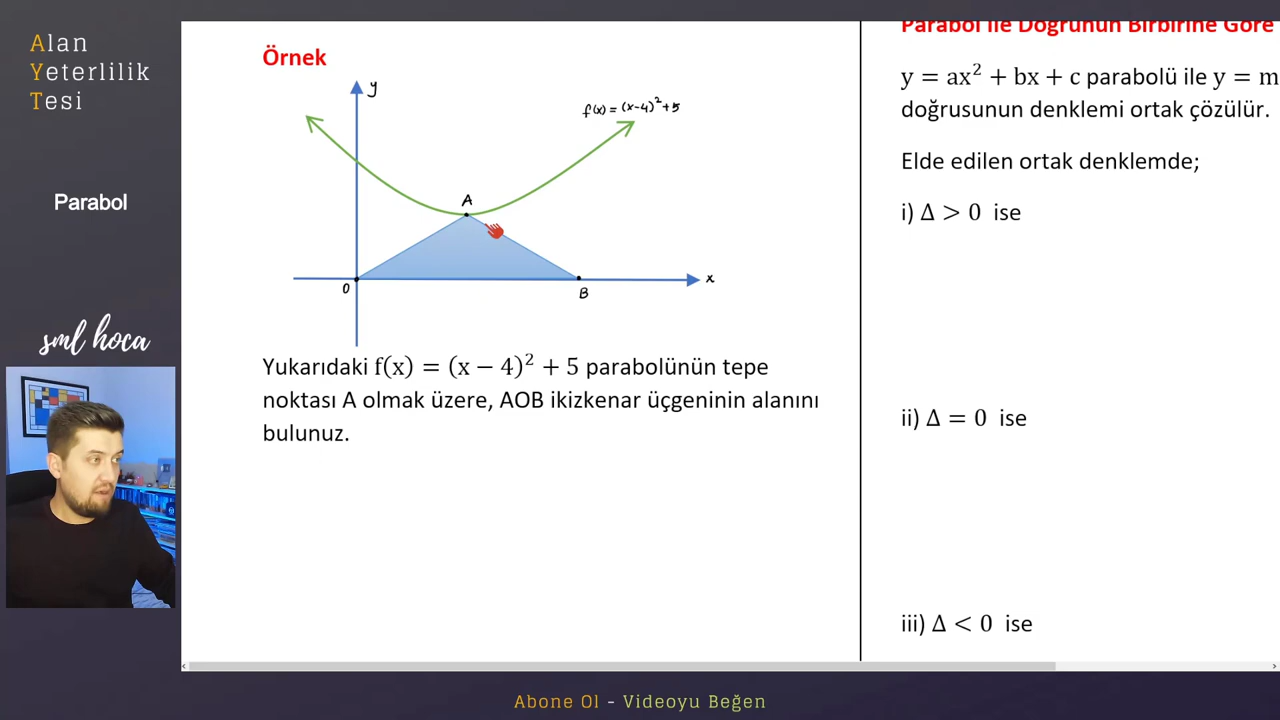 Alan
Yeterlilik
Tesi
Parabol
sml hoca
Örnek
y
f(x) = (x-4)²+5
A
O
B
x
Yukarıdaki f(x) = (x − 4)² + 5 parabolünün tepe
noktası A olmak üzere, AOB ikizkenar üçgeninin alanını
bulunuz.
Parabol ile Doğrunun Birbirine Göre
y = ax² + bx + c parabolü ile y = m
doğrusunun denklemi ortak çözülür.
Elde edilen ortak denklemde;
i) Δ > 0 ise
ii) Δ = 0 ise
iii) Δ < 0 ise
Abone Ol - Videoyu Beğen